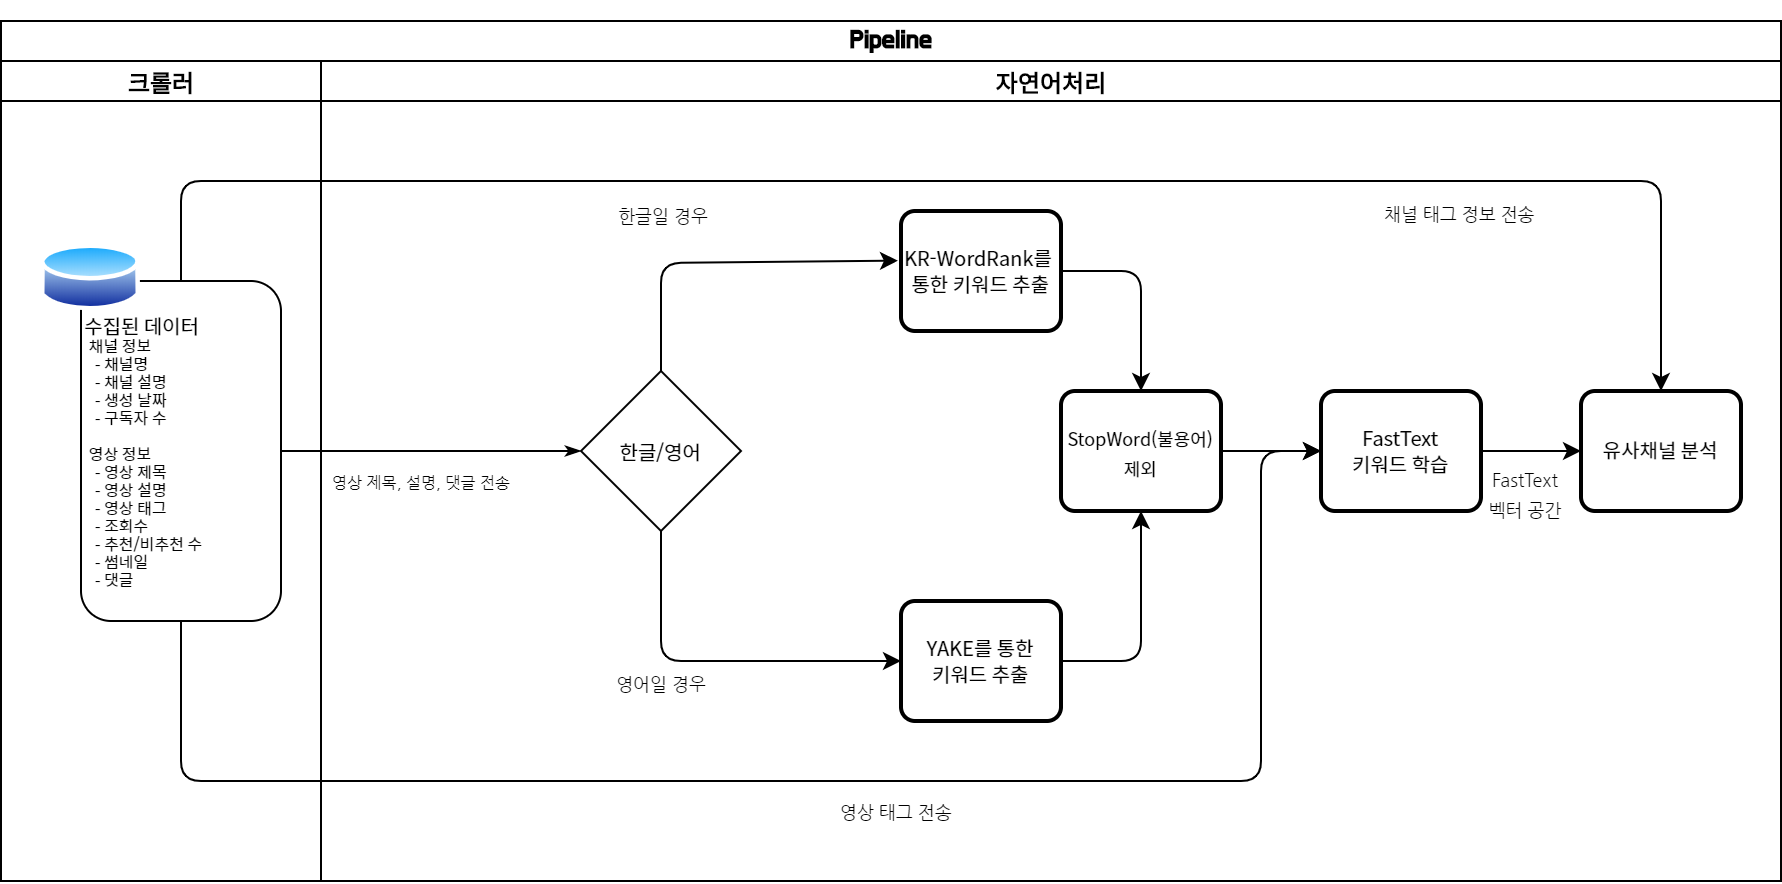 Pipeline
크롤러
자연어처리
수집된 데이터
채널 정보
- 채널명
- 채널 설명
- 생성 날짜
- 구독자 수
영상 정보
- 영상 제목
- 영상 설명
- 영상 태그
- 조회수
- 추천/비추천 수
- 썸네일
- 댓글
영상 제목, 설명, 댓글 전송
한글/영어
한글일 경우
KR-WordRank를
통한 키워드 추출
영어일 경우
YAKE를 통한
키워드 추출
StopWord(불용어)
제외
영상 태그 전송
FastText
키워드 학습
FastText
벡터 공간
채널 태그 정보 전송
유사채널 분석